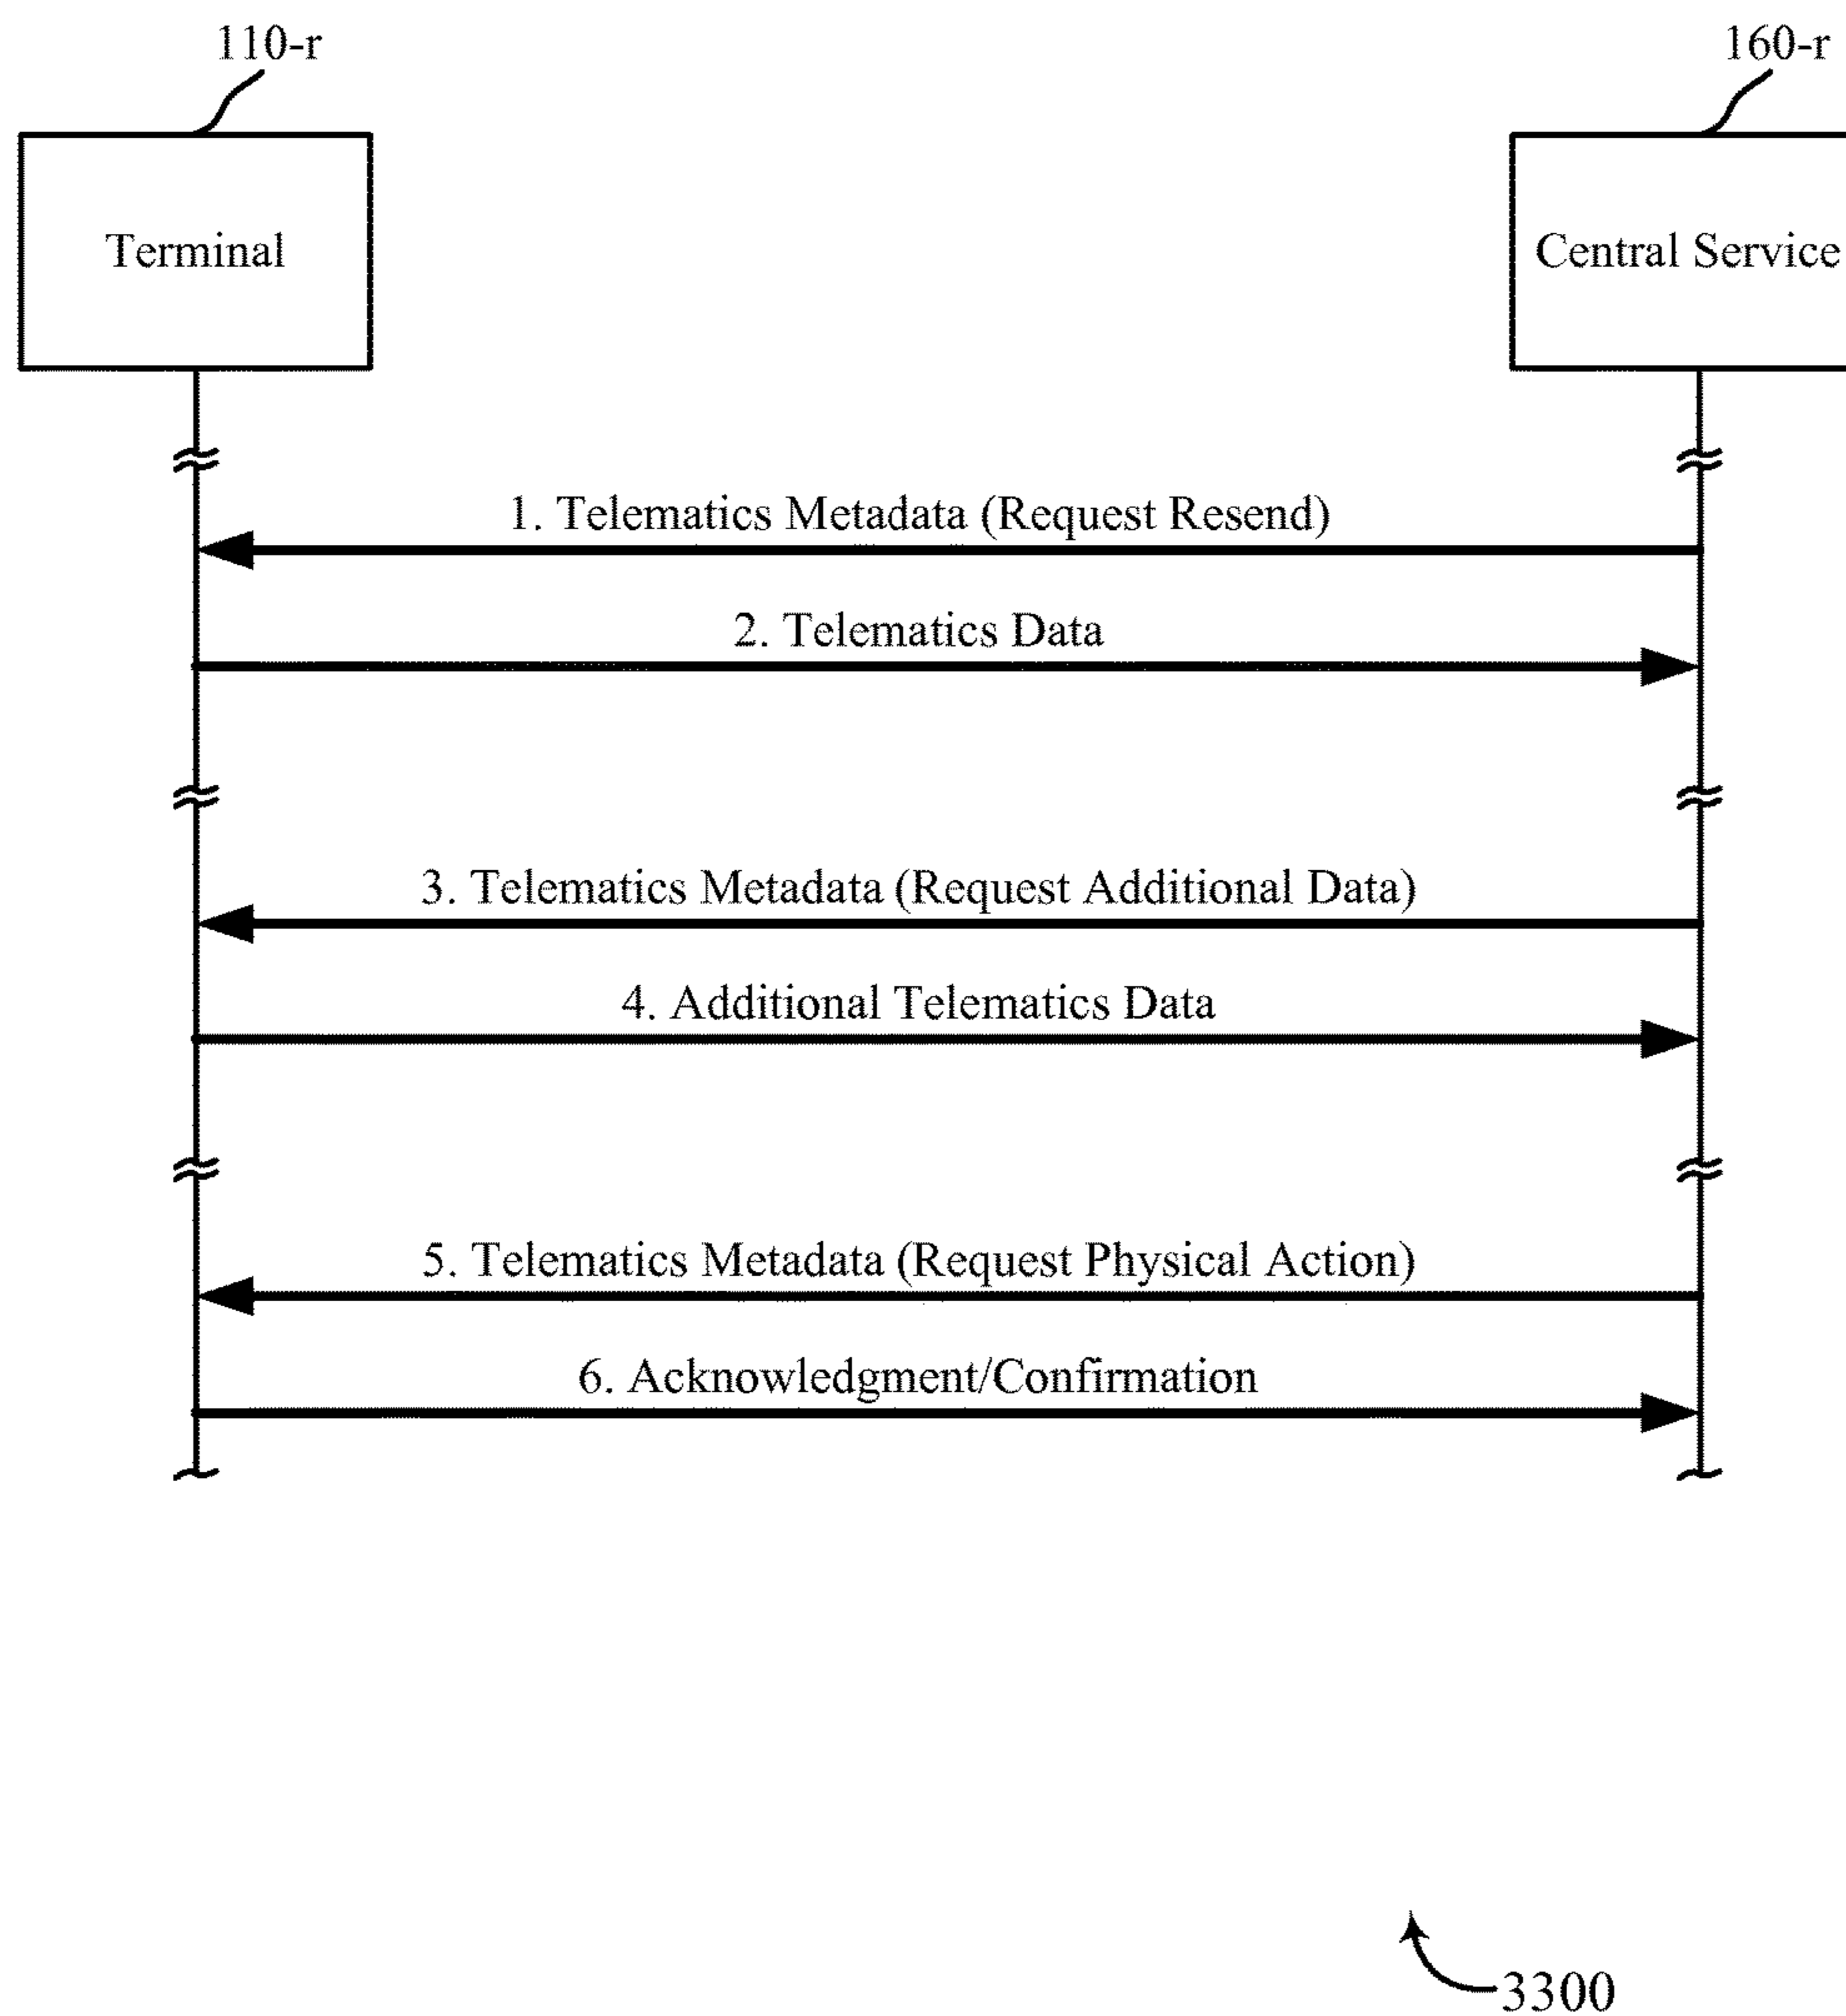 110-r
160-r
Terminal
Central Service
1. Telematics Metadata (Request Resend)
2. Telematics Data
3. Telematics Metadata (Request Additional Data)
4. Additional Telematics Data
5. Telematics Metadata (Request Physical Action)
6. Acknowledgment/Confirmation
3300